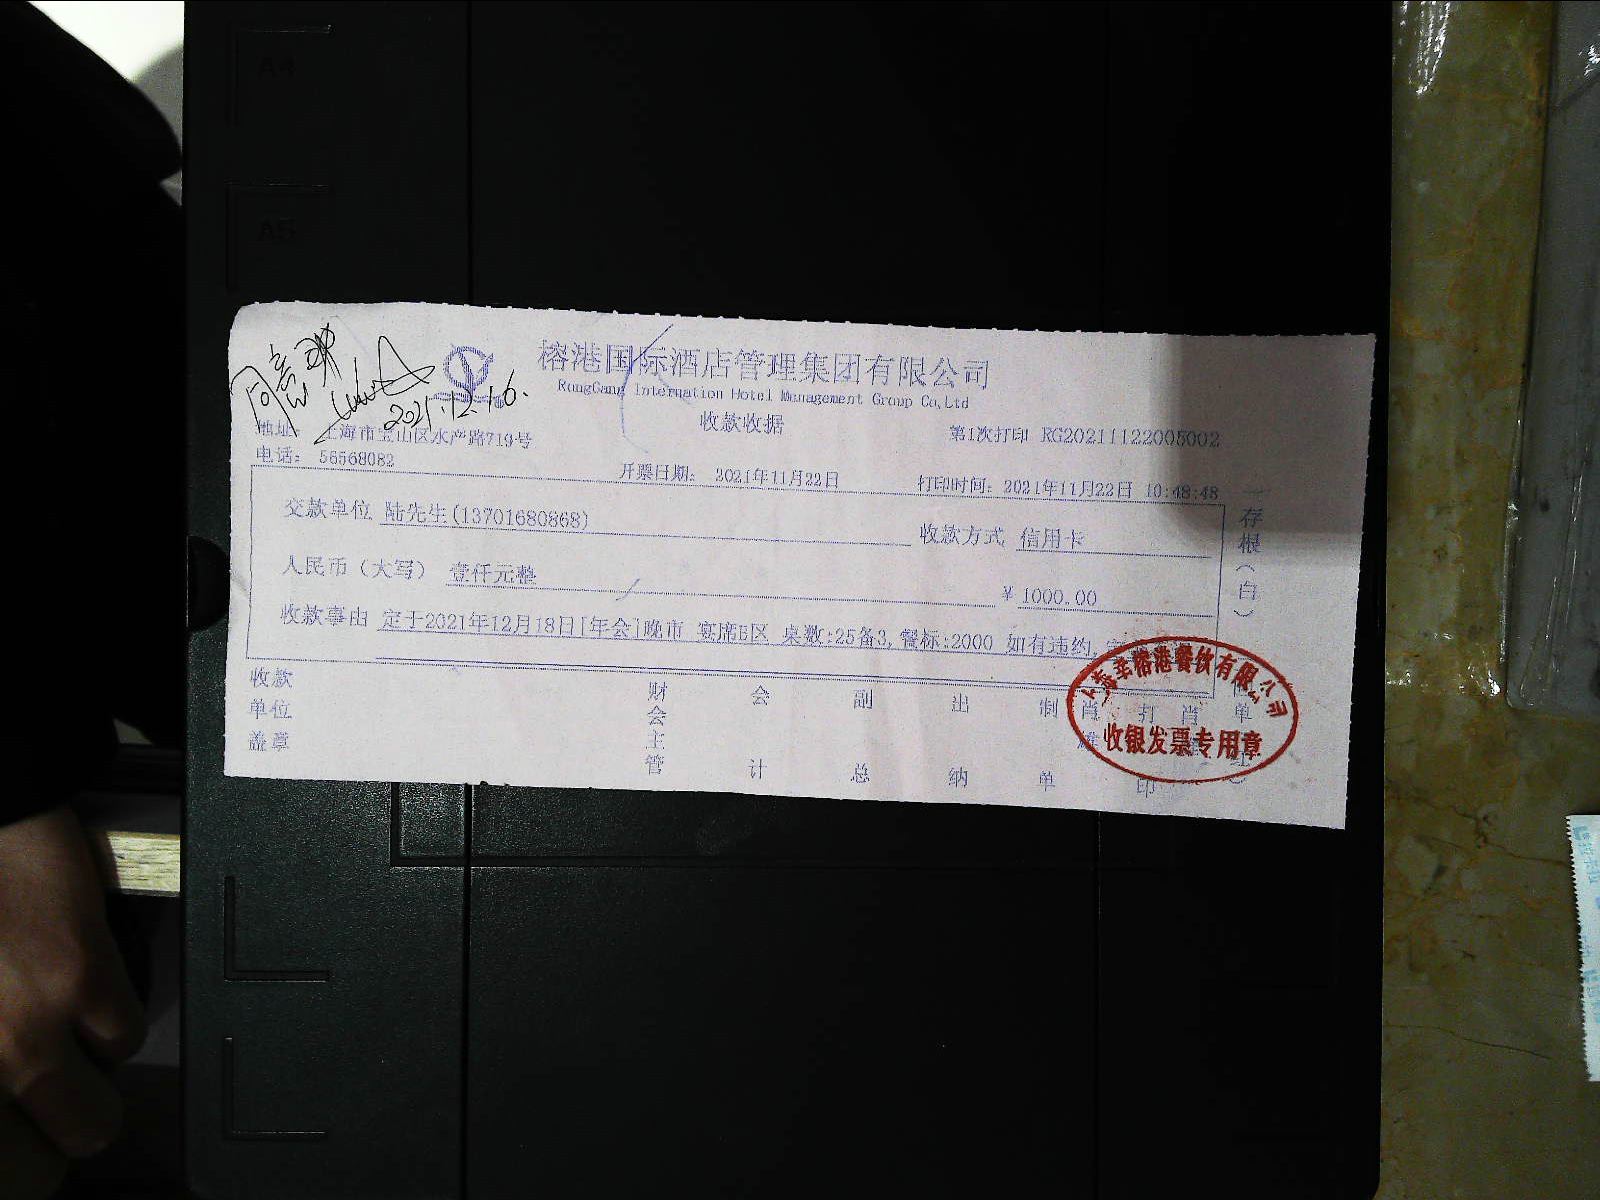 A4
A5
同意
2021.12.16.
榕港国际酒店管理集团有限公司
RongGang Internation Hotel Management Group Co,Ltd
收款收据
第1次打印 RG20211122005002
地址: 上海市宝山区水产路719号
电话: 56568082
开票日期: 2021年11月22日
打印时间: 2021年11月22日 10:48:48
交款单位 陆先生(13701680868)
收款方式 信用卡
人民币（大写） 壹仟元整
¥ 1000.00
收款事由 定于2021年12月18日[年会]晚市 宴席B区 桌数:25备3,餐标:2000 如有违约,
一存根（白）
收款单位盖章
财会主管
会计
副总
出纳
制单
肖
打印
肖
单
红）
榕港餐饮有限公司
收银发票专用章